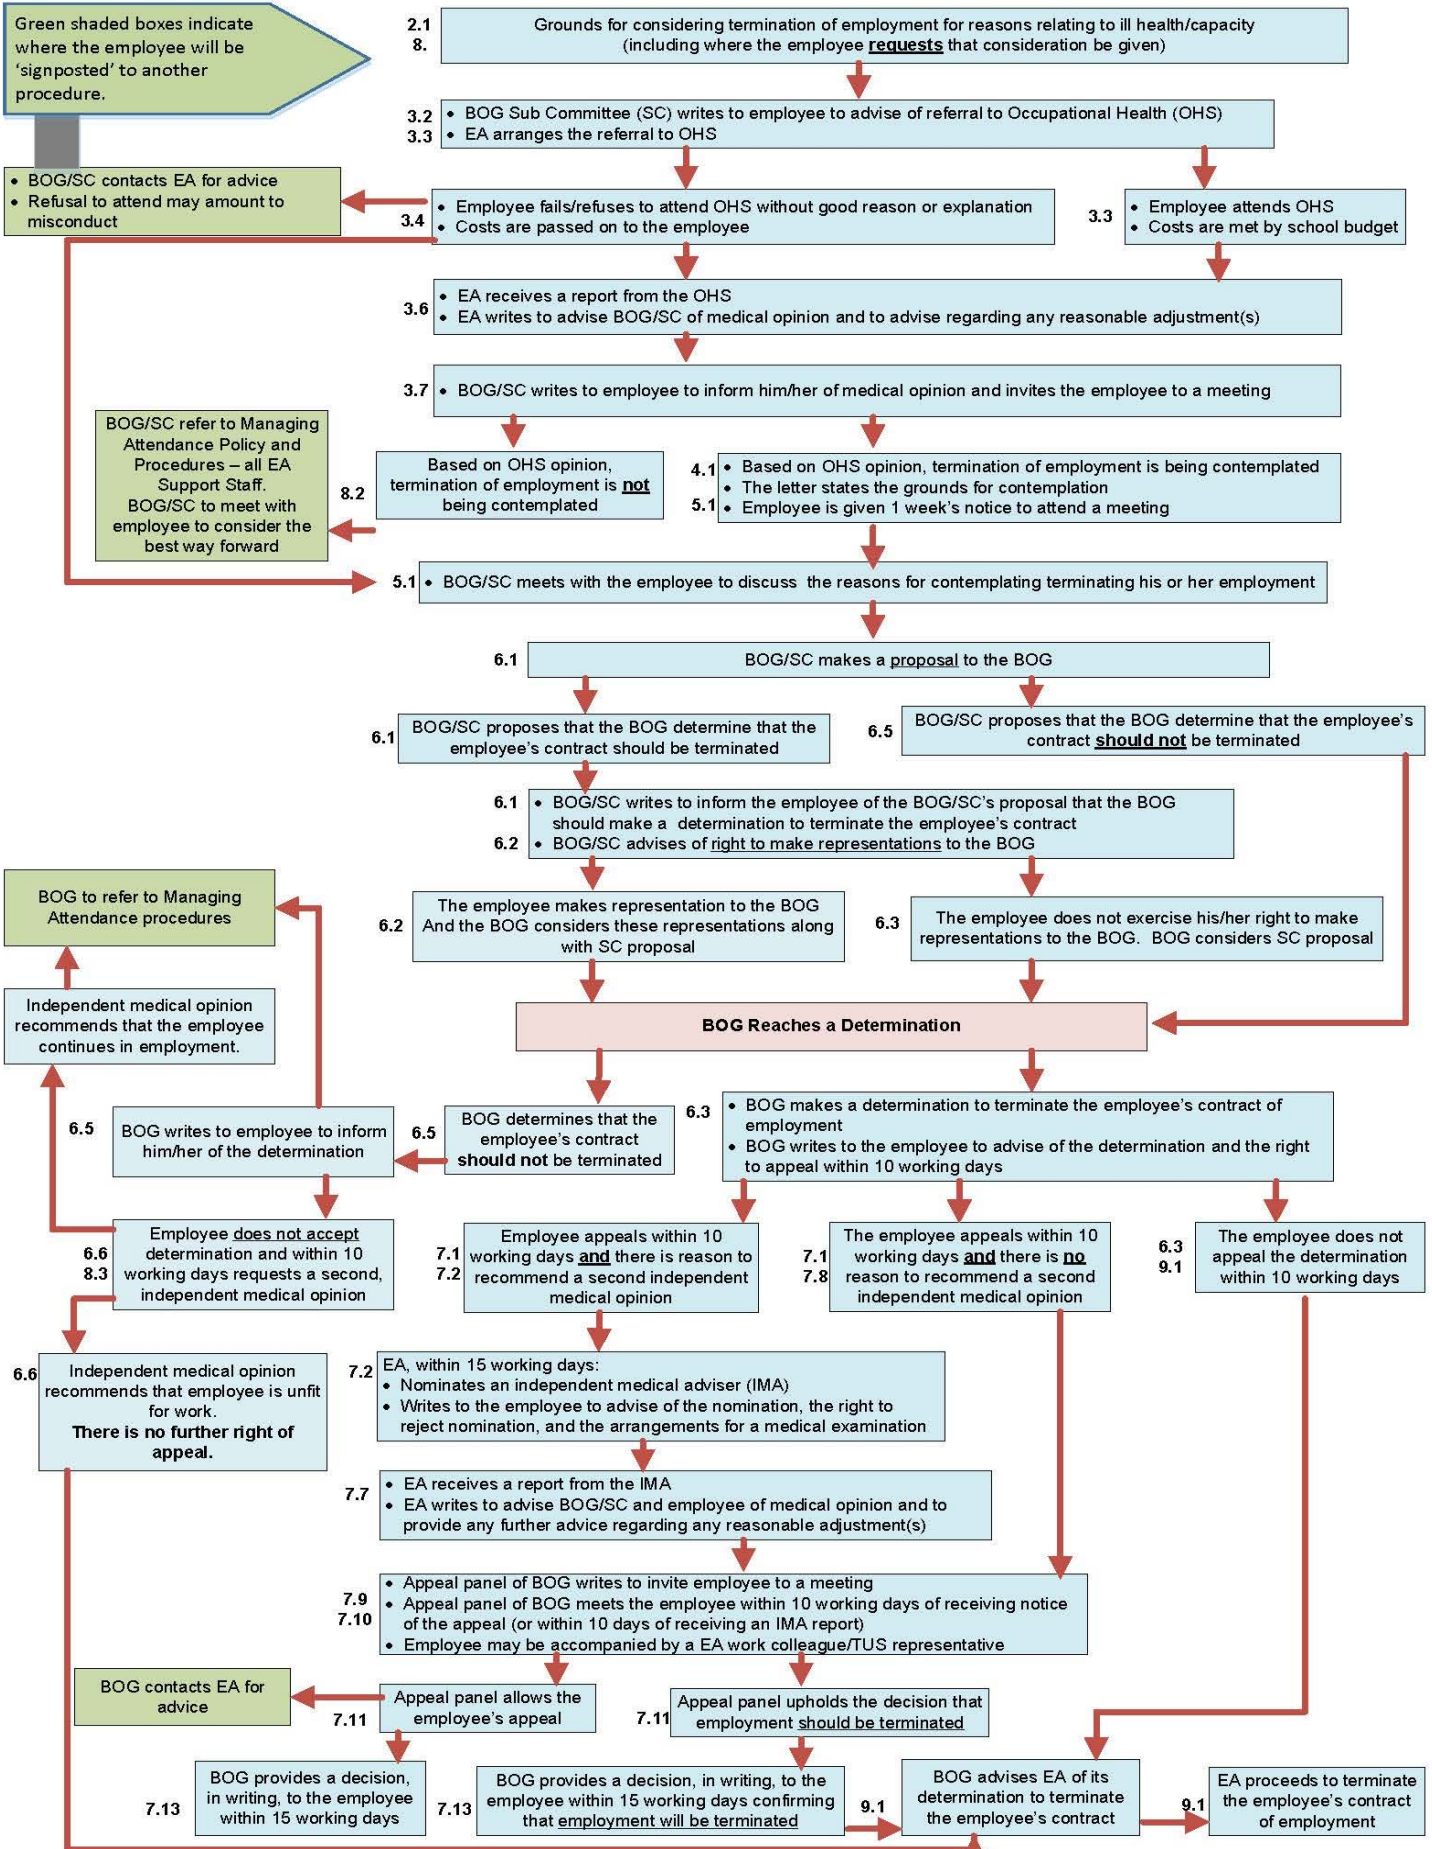 Green shaded boxes indicate
where the employee will be
‘signposted’ to another
procedure.
2.1
8.
Grounds for considering termination of employment for reasons relating to ill health/capacity
(including where the employee requests that consideration be given)
3.2
3.3
• BOG Sub Committee (SC) writes to employee to advise of referral to Occupational Health (OHS)
• EA arranges the referral to OHS
• BOG/SC contacts EA for advice
• Refusal to attend may amount to
misconduct
3.4
• Employee fails/refuses to attend OHS without good reason or explanation
• Costs are passed on to the employee
3.3
• Employee attends OHS
• Costs are met by school budget
3.6
• EA receives a report from the OHS
• EA writes to advise BOG/SC of medical opinion and to advise regarding any reasonable adjustment(s)
3.7
• BOG/SC writes to employee to inform him/her of medical opinion and invites the employee to a meeting
BOG/SC refer to Managing
Attendance Policy and
Procedures – all EA
Support Staff.
BOG/SC to meet with
employee to consider the
best way forward
8.2
Based on OHS opinion,
termination of employment is not
being contemplated
4.1
5.1
• Based on OHS opinion, termination of employment is being contemplated
• The letter states the grounds for contemplation
• Employee is given 1 week’s notice to attend a meeting
5.1
• BOG/SC meets with the employee to discuss the reasons for contemplating terminating his or her employment
6.1
BOG/SC makes a proposal to the BOG
6.1
BOG/SC proposes that the BOG determine that the
employee’s contract should be terminated
6.5
BOG/SC proposes that the BOG determine that the employee’s
contract should not be terminated
6.1
6.2
• BOG/SC writes to inform the employee of the BOG/SC’s proposal that the BOG
should make a determination to terminate the employee’s contract
• BOG/SC advises of right to make representations to the BOG
BOG to refer to Managing
Attendance procedures
6.2
The employee makes representation to the BOG
And the BOG considers these representations along
with SC proposal
6.3
The employee does not exercise his/her right to make
representations to the BOG. BOG considers SC proposal
Independent medical opinion
recommends that the employee
continues in employment.
BOG Reaches a Determination
6.5
BOG writes to employee to inform
him/her of the determination
6.5
BOG determines that the
employee’s contract
should not be terminated
6.3
• BOG makes a determination to terminate the employee’s contract of
employment
• BOG writes to the employee to advise of the determination and the right
to appeal within 10 working days
6.6
8.3
Employee does not accept
determination and within 10
working days requests a second,
independent medical opinion
7.1
7.2
Employee appeals within 10
working days and there is reason to
recommend a second independent
medical opinion
7.1
7.8
The employee appeals within 10
working days and there is no
reason to recommend a second
independent medical opinion
6.3
9.1
The employee does not
appeal the determination
within 10 working days
6.6
Independent medical opinion
recommends that employee is unfit
for work.
There is no further right of
appeal.
7.2
EA, within 15 working days:
• Nominates an independent medical adviser (IMA)
• Writes to the employee to advise of the nomination, the right to
reject nomination, and the arrangements for a medical examination
7.7
• EA receives a report from the IMA
• EA writes to advise BOG/SC and employee of medical opinion and to
provide any further advice regarding any reasonable adjustment(s)
7.9
7.10
• Appeal panel of BOG writes to invite employee to a meeting
• Appeal panel of BOG meets the employee within 10 working days of receiving notice
of the appeal (or within 10 days of receiving an IMA report)
• Employee may be accompanied by a EA work colleague/TUS representative
BOG contacts EA for
advice
7.11
Appeal panel allows the
employee’s appeal
7.11
Appeal panel upholds the decision that
employment should be terminated
7.13
BOG provides a decision,
in writing, to the employee
within 15 working days
7.13
BOG provides a decision, in writing, to the
employee within 15 working days confirming
that employment will be terminated
9.1
BOG advises EA of its
determination to terminate
the employee’s contract
9.1
EA proceeds to terminate
the employee’s contract
of employment